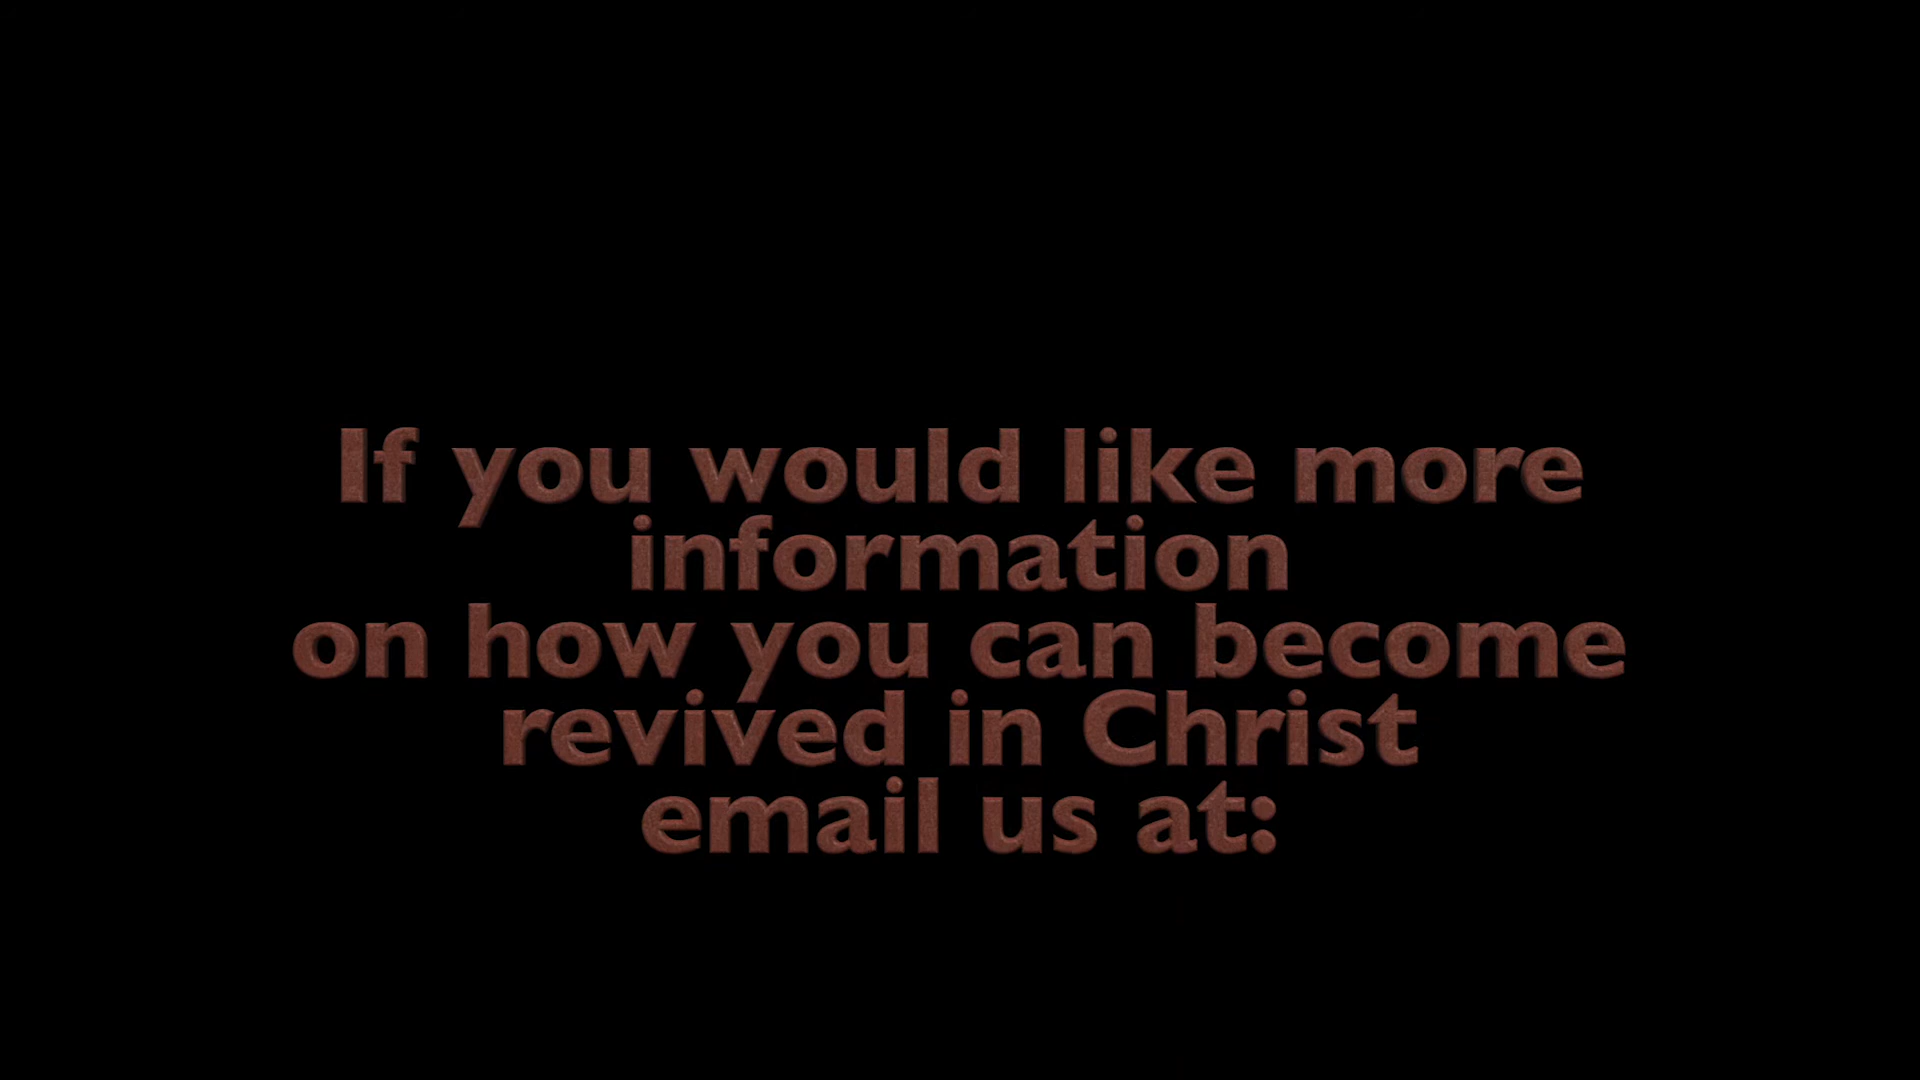 If you would like more
information
on how you can become
revived in Christ
email us at: